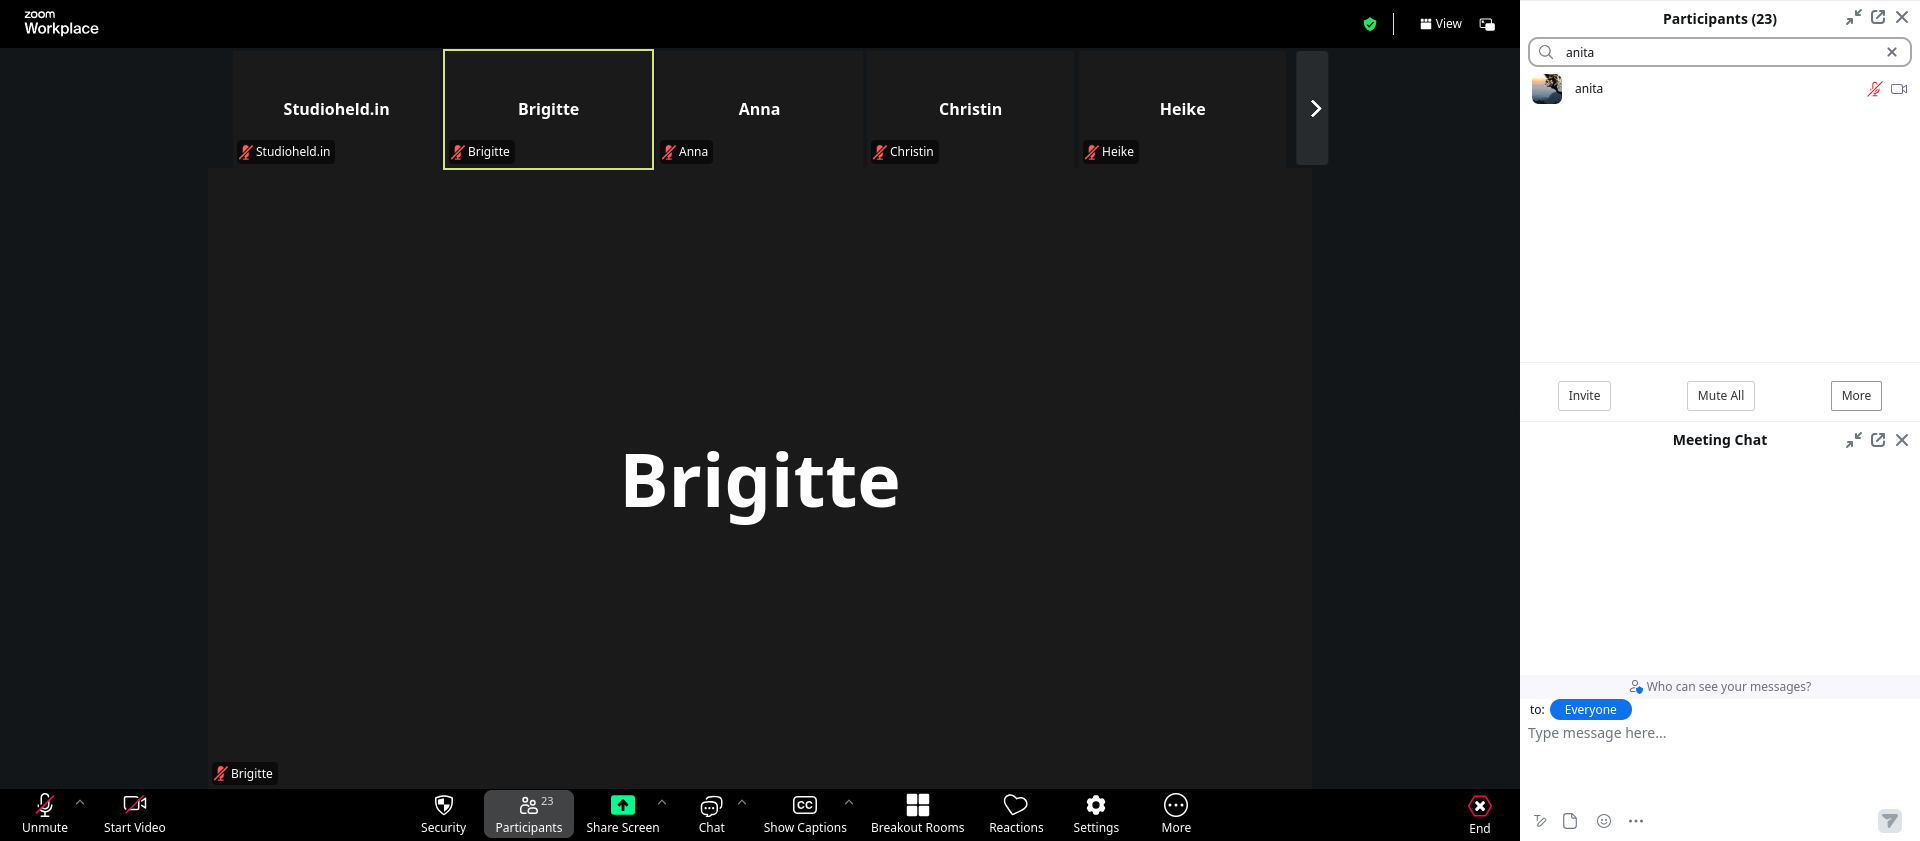 zoom
Workplace
View
Studioheld.in
Brigitte
Anna
Christin
Heike
Studioheld.in
Brigitte
Anna
Christin
Heike
Brigitte
Brigitte
Unmute
Start Video
Security
23
Participants
Share Screen
Chat
CC
Show Captions
Breakout Rooms
Reactions
Settings
More
End
Participants (23)
anita
anita
Invite
Mute All
More
Meeting Chat
Who can see your messages?
to: Everyone
Type message here...